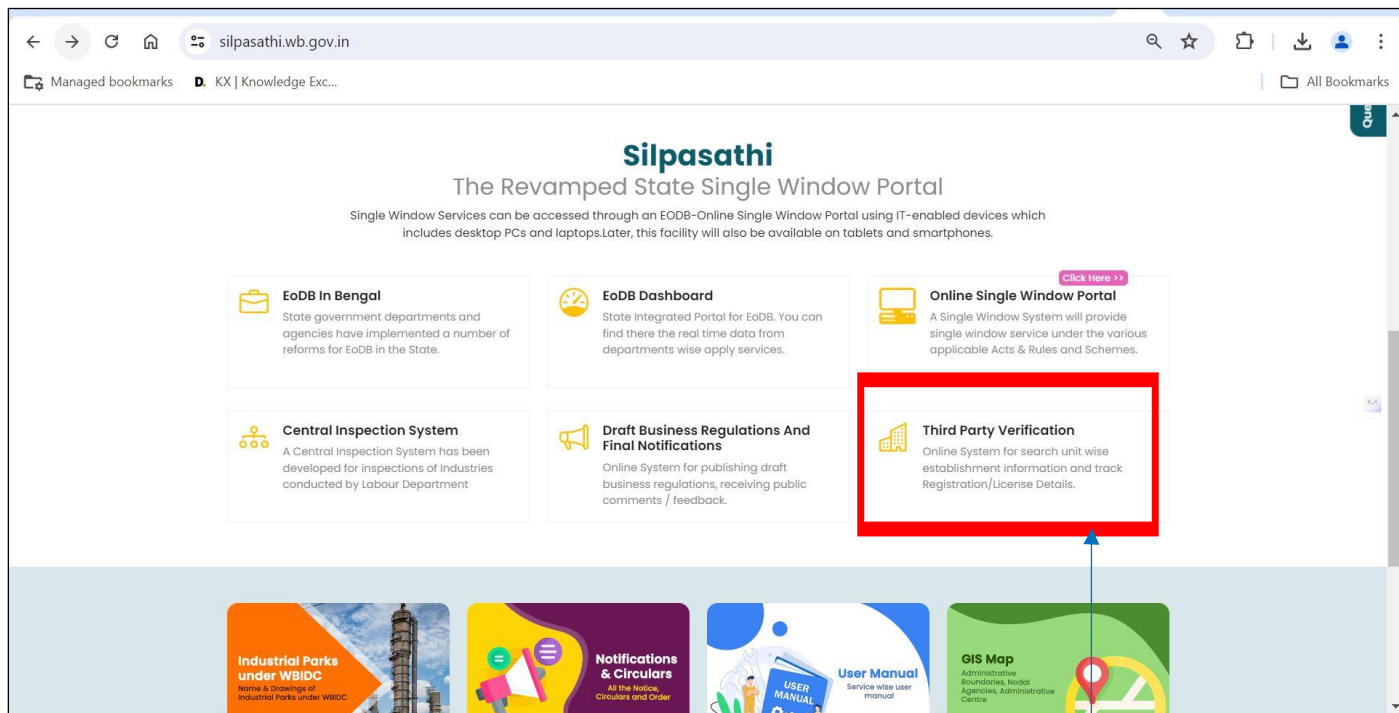 silpasathi.wb.gov.in
Managed bookmarks
D. KX | Knowledge Exc...
All Bookmarks
Que
Silpasathi
The Revamped State Single Window Portal
Single Window Services can be accessed through an EODB-Online Single Window Portal using IT-enabled devices which
includes desktop PCs and laptops.Later, this facility will also be available on tablets and smartphones.
EoDB In Bengal
State government departments and
agencies have implemented a number of
reforms for EoDB in the State.
EoDB Dashboard
State Integrated Portal for EoDB. You can
find there the real time data from
departments wise apply services.
Click Here >>
Online Single Window Portal
A Single Window System will provide
single window service under the various
applicable Acts & Rules and Schemes.
Central Inspection System
A Central Inspection System has been
developed for inspections of Industries
conducted by Labour Department
Draft Business Regulations And
Final Notifications
Online System for publishing draft
business regulations, receiving public
comments / feedback.
Third Party Verification
Online System for search unit wise
establishment information and track
Registration/License Details.
Industrial Parks
under WBIDC
Name & Drawings of
Industrial Parks under WBIDC
Notifications
& Circulars
All the Notice,
Circulars and Order
USER
MANUAL
User Manual
Service wise user
manual
GIS Map
Administrative
Boundaries, Nodal
Agencies, Administrative
Centre